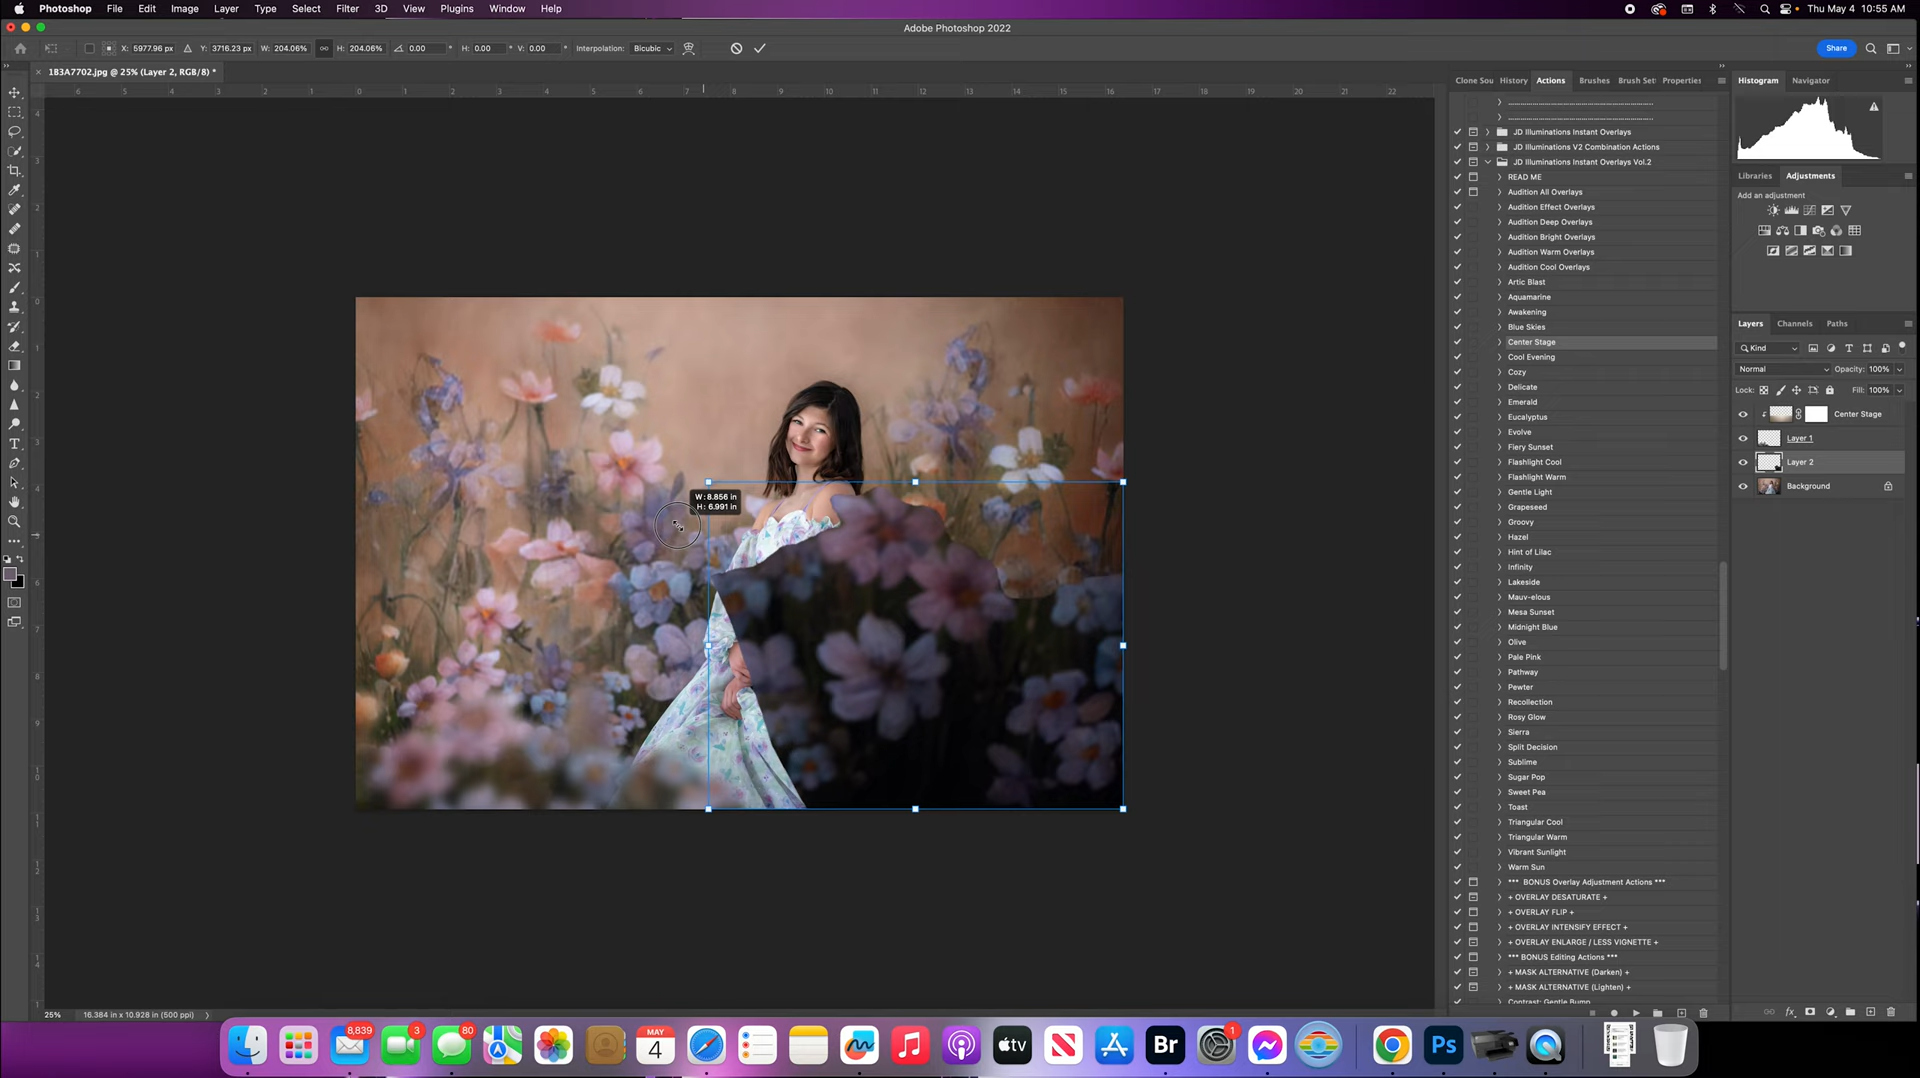 Photoshop File Edit Image Layer Type Select Filter 3D View Plugins Window Help
Thu May 4 10:55 AM
Adobe Photoshop 2022
X: 5977.96 px Y: 3716.23 px W: 204.06% H: 204.06% 0.00 ° H: 0.00 ° V: 0.00 ° Interpolation: Bicubic
Share
1B3A7702.jpg @ 25% (Layer 2, RGB/8) *
W: 8.856 in
H: 6.991 in
25% 16.384 in x 10.928 in (500 ppi)
Clone Sou History Actions Brushes Brush Set Properties
JD Illuminations Instant Overlays
JD Illuminations V2 Combination Actions
JD Illuminations Instant Overlays Vol.2
READ ME
Audition All Overlays
Audition Effect Overlays
Audition Deep Overlays
Audition Bright Overlays
Audition Warm Overlays
Audition Cool Overlays
Artic Blast
Aquamarine
Awakening
Blue Skies
Center Stage
Cool Evening
Cozy
Delicate
Emerald
Eucalyptus
Evolve
Fiery Sunset
Flashlight Cool
Flashlight Warm
Gentle Light
Grapeseed
Groovy
Hazel
Hint of Lilac
Infinity
Lakeside
Mauv-elous
Mesa Sunset
Midnight Blue
Olive
Pale Pink
Pathway
Pewter
Recollection
Rosy Glow
Sierra
Split Decision
Sublime
Sugar Pop
Sweet Pea
Toast
Triangular Cool
Triangular Warm
Vibrant Sunlight
Warm Sun
*** BONUS Overlay Adjustment Actions ***
+ OVERLAY DESATURATE +
+ OVERLAY FLIP +
+ OVERLAY INTENSIFY EFFECT +
+ OVERLAY ENLARGE / LESS VIGNETTE +
*** BONUS Editing Actions ***
+ MASK ALTERNATIVE (Darken) +
+ MASK ALTERNATIVE (Lighten) +
Contrast: Gentle Bump
Histogram Navigator
Libraries Adjustments
Add an adjustment
Layers Channels Paths
Kind
Normal Opacity: 100%
Lock: Fill: 100%
Center Stage
Layer 1
Layer 2
Background
8,839
3
80
MAY
4
tv
Br
1
Ps